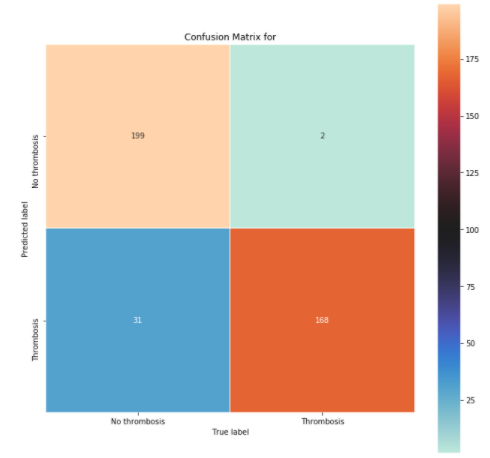 Confusion Matrix for
No thrombosis
199
2
Predicted label
Thrombosis
31
168
No thrombosis
Thrombosis
True label
175
150
125
100
75
50
25